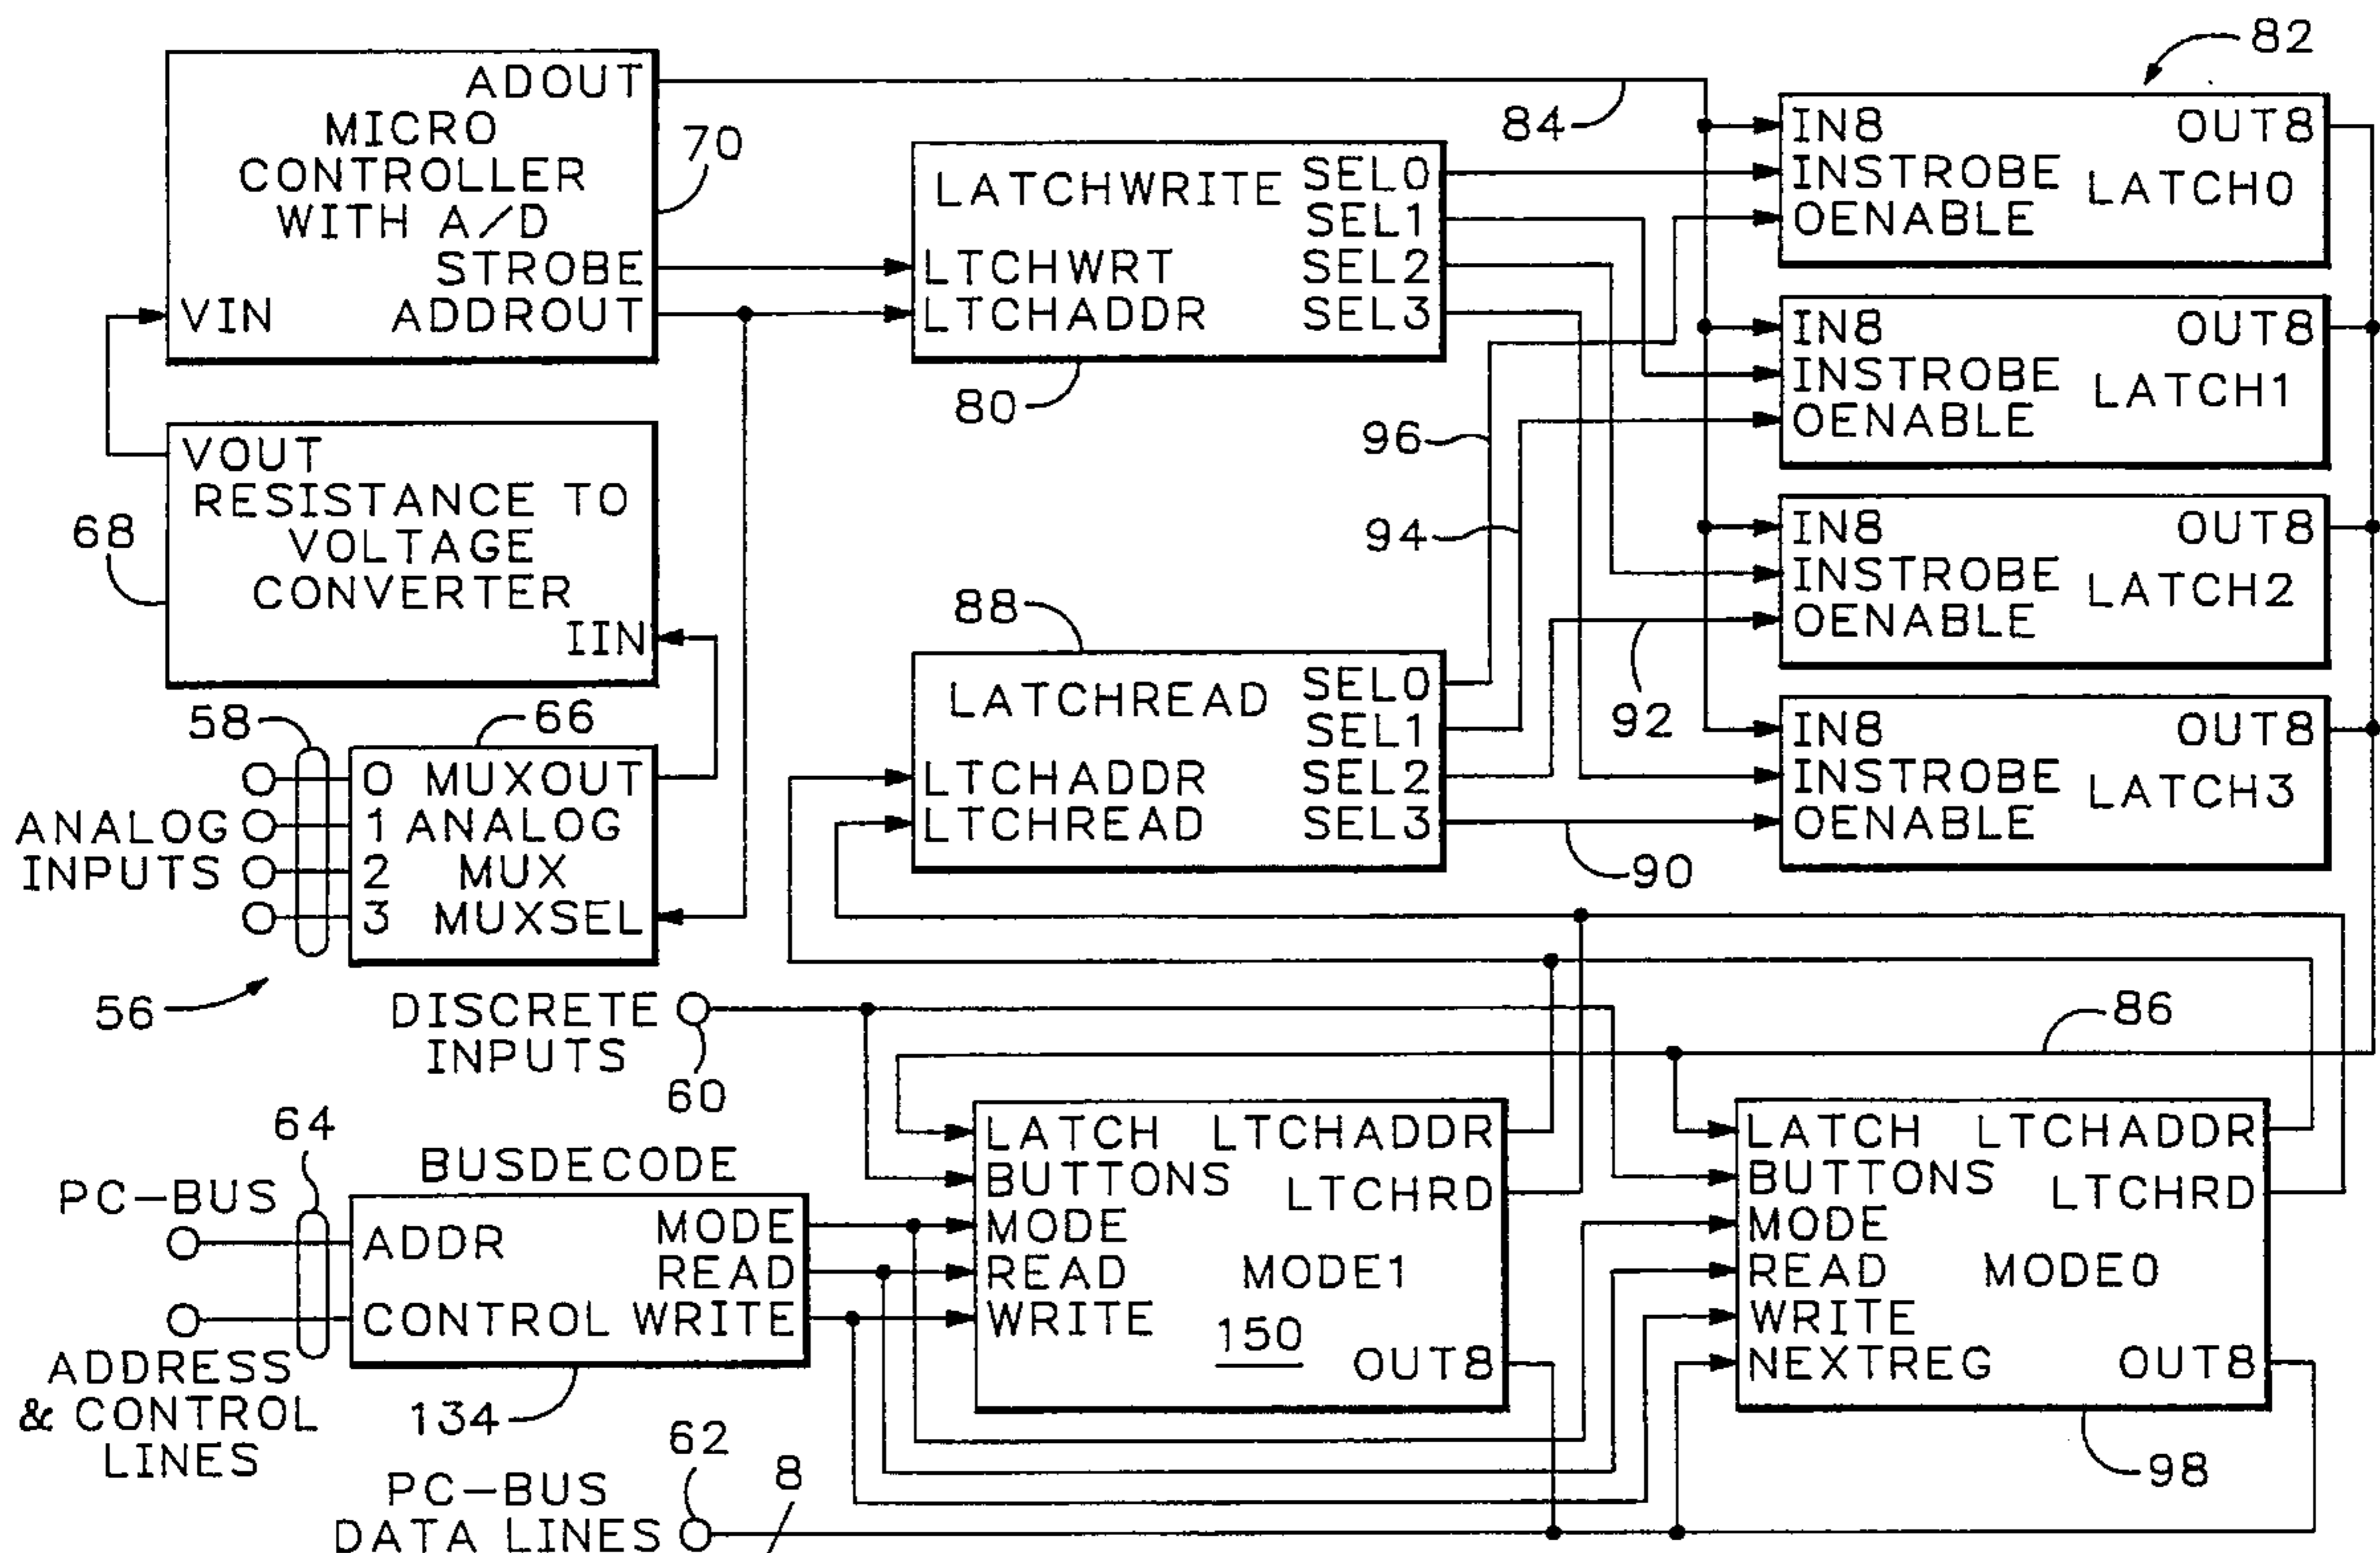 82
ADOUT
MICRO
CONTROLLER
WITH A/D
STROBE
VIN ADDROUT
70
84
LATCHWRITE
SEL0
SEL1
LTCHWRT SEL2
LTCHADDR SEL3
80
IN8 OUT8
INSTROBE
LATCH0
OENABLE
IN8 OUT8
INSTROBE
LATCH1
OENABLE
IN8 OUT8
INSTROBE
LATCH2
OENABLE
IN8 OUT8
INSTROBE
LATCH3
OENABLE
VOUT
RESISTANCE TO
VOLTAGE
CONVERTER
IIN
68
96
94
92
90
88
LATCHREAD
SEL0
SEL1
LTCHADDR SEL2
LTCHREAD SEL3
58
66
ANALOG
INPUTS
0 MUXOUT
1 ANALOG
2 MUX
3 MUXSEL
56
DISCRETE
INPUTS
60
86
64
PC-BUS
ADDRESS
& CONTROL
LINES
BUSDECODE
ADDR MODE
READ
CONTROL WRITE
134
LATCH LTCHADDR
BUTTONS LTCHRD
MODE
READ MODE1
WRITE 150
OUT8
LATCH LTCHADDR
BUTTONS LTCHRD
MODE
READ MODE0
WRITE
NEXTREG OUT8
98
62
PC-BUS
DATA LINES
8